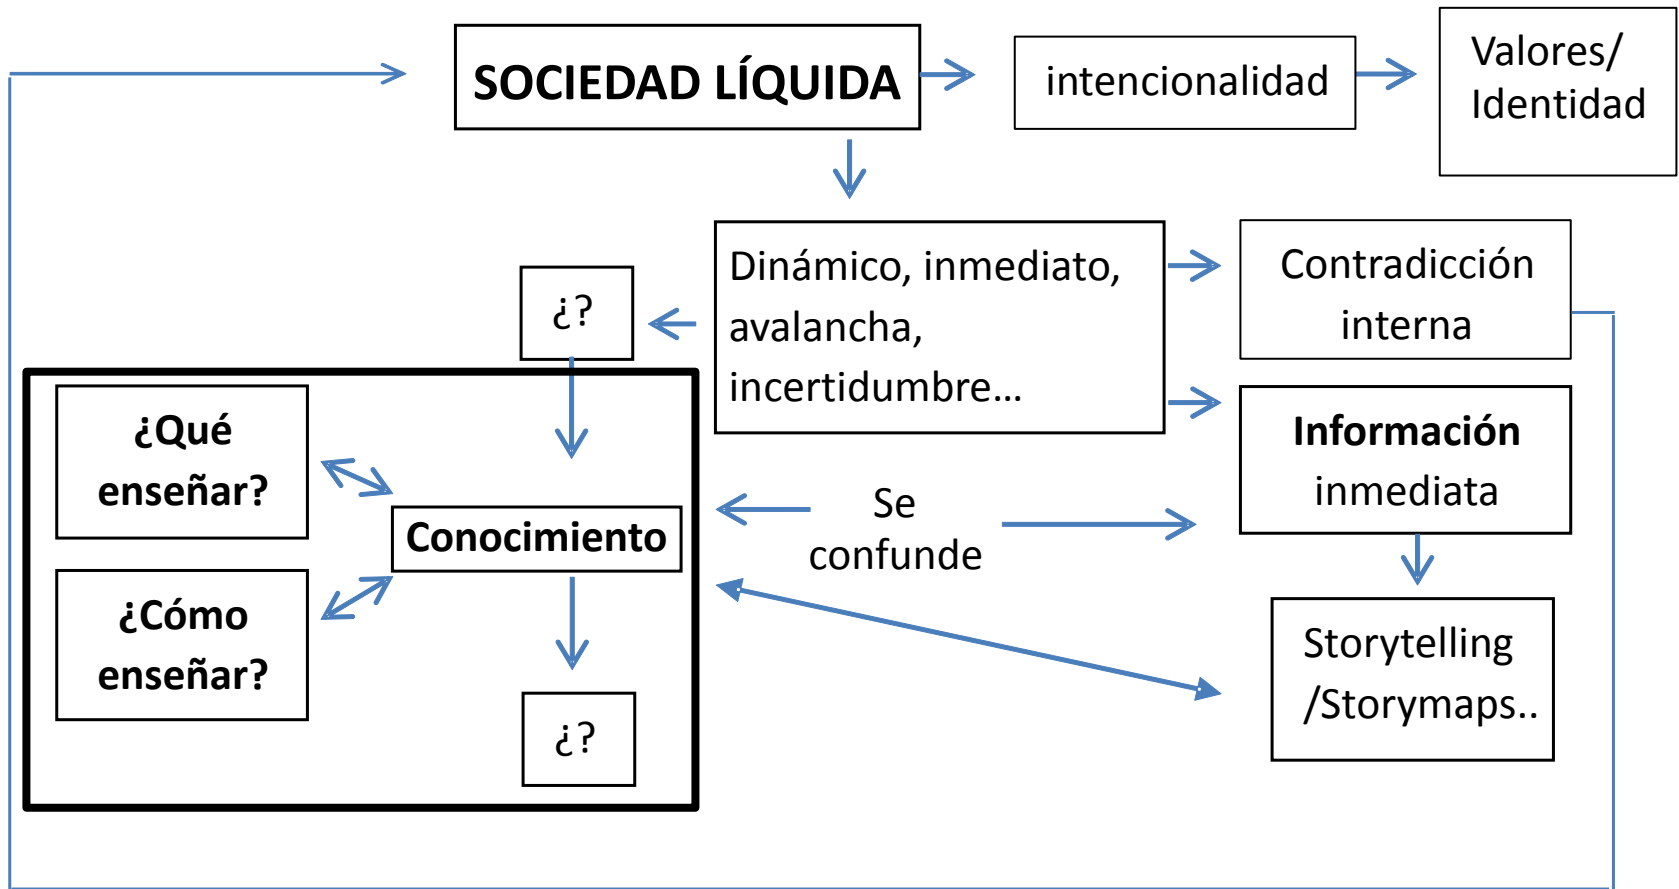 SOCIEDAD LÍQUIDA
intencionalidad
Valores/
Identidad
¿?
Dinámico, inmediato,
avalancha,
incertidumbre...
Contradicción
interna
¿Qué
enseñar?
Conocimiento
Se
confunde
Información
inmediata
¿Cómo
enseñar?
¿?
Storytelling
/Storymaps..